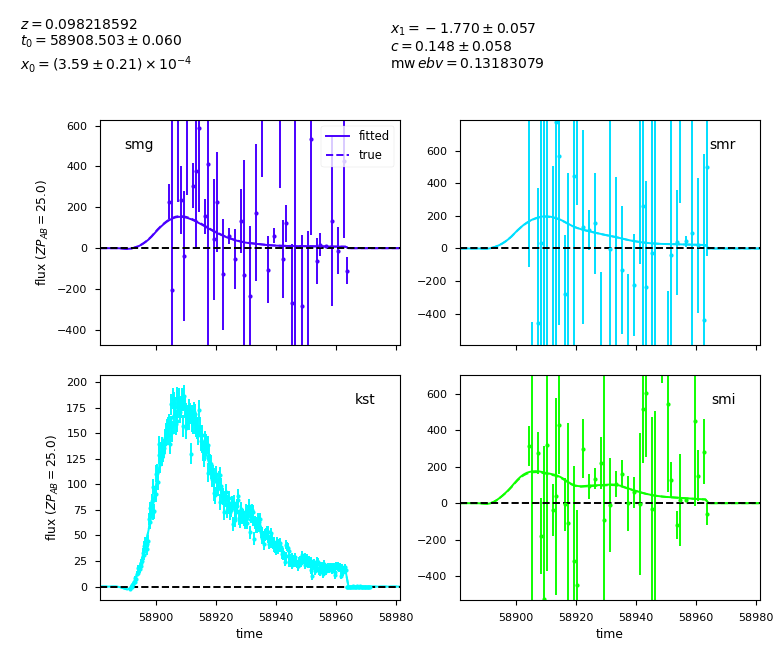 z = 0.098218592
t₀ = 58908.503 ± 0.060
x₀ = (3.59 ± 0.21) × 10⁻⁴
x₁ = −1.770 ± 0.057
c = 0.148 ± 0.058
mw ebv = 0.13183079
smg
fitted
true
600
400
200
0
−200
−400
flux (ZP_AB = 25.0)
smr
600
400
200
0
−200
−400
kst
200
175
150
125
100
75
50
25
0
flux (ZP_AB = 25.0)
58900
58920
58940
58960
58980
time
smi
600
400
200
0
−200
−400
58900
58920
58940
58960
58980
time